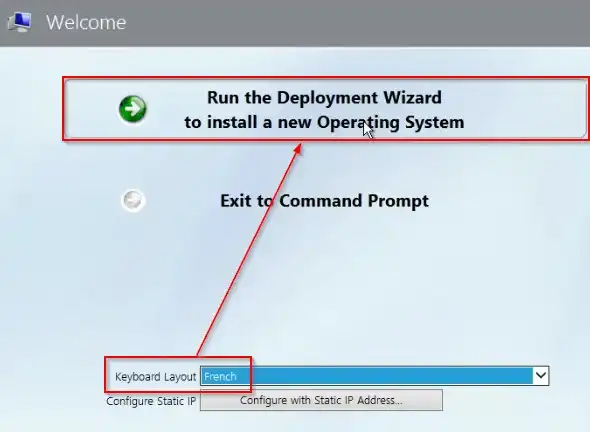 Welcome
Run the Deployment Wizard
to install a new Operating System
Exit to Command Prompt
Keyboard Layout French
Configure Static IP Configure with Static IP Address...